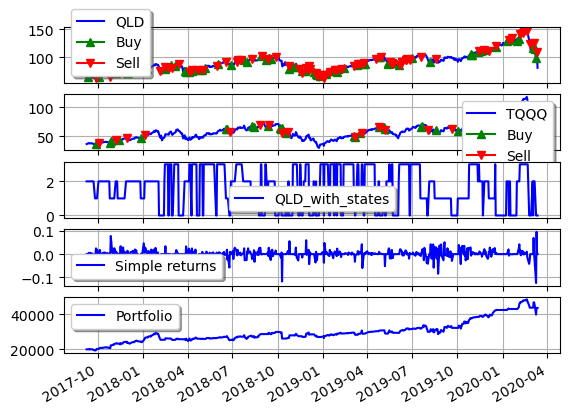 150
100
QLD
Buy
Sell
100
50
TQQQ
Buy
Sell
2
0
QLD_with_states
0.1
0.0
−0.1
Simple returns
40000
20000
Portfolio
2017-10
2018-01
2018-04
2018-07
2018-10
2019-01
2019-04
2019-07
2019-10
2020-01
2020-04